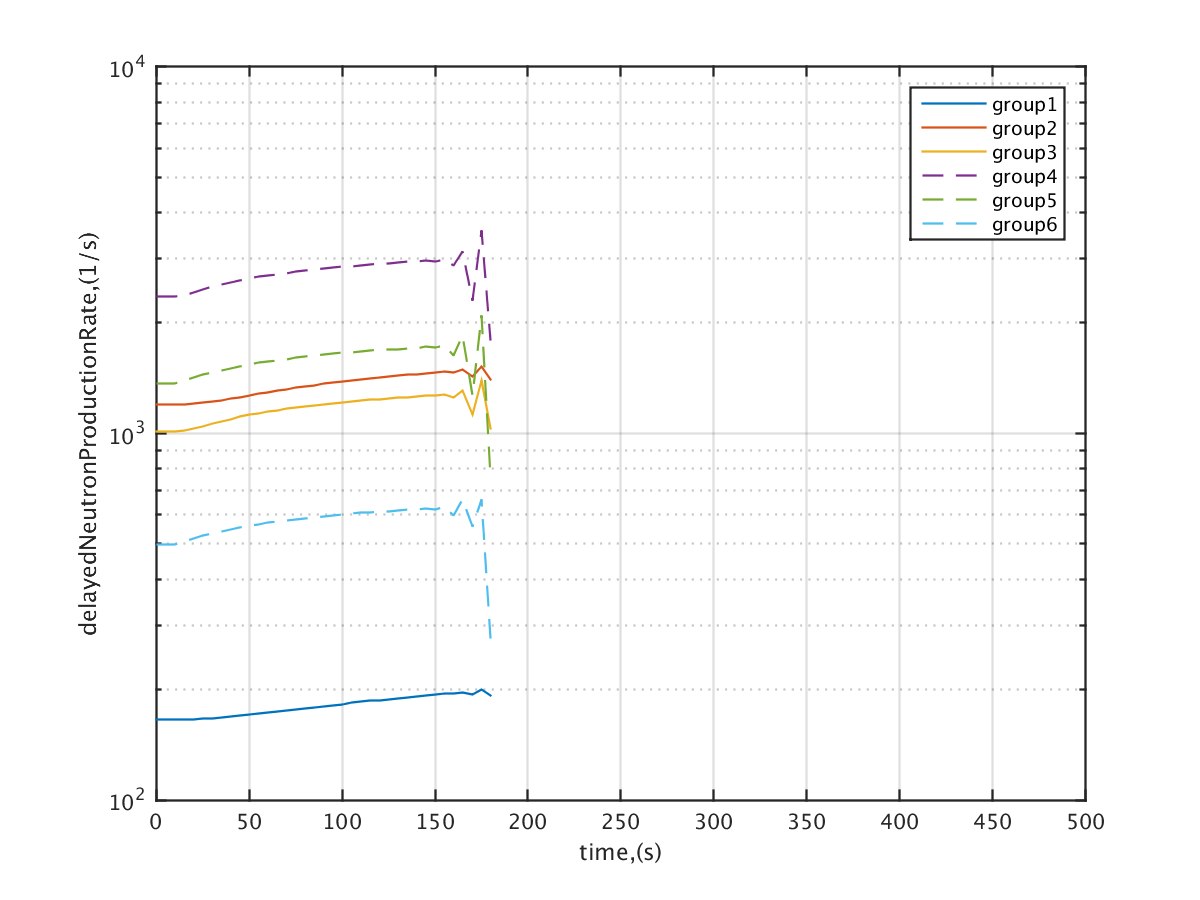 10^4
10^3
10^2
delayedNeutronProductionRate,(1/s)
group1
group2
group3
group4
group5
group6
0 50 100 150 200 250 300 350 400 450 500
time,(s)